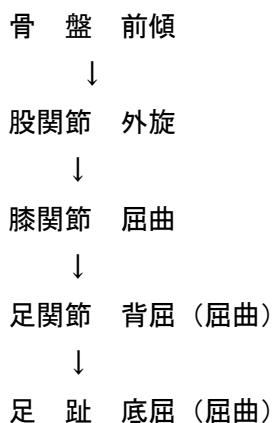 骨　盤　前傾
↓
股関節　外旋
↓
膝関節　屈曲
↓
足関節　背屈（屈曲）
↓
足　趾　底屈（屈曲）